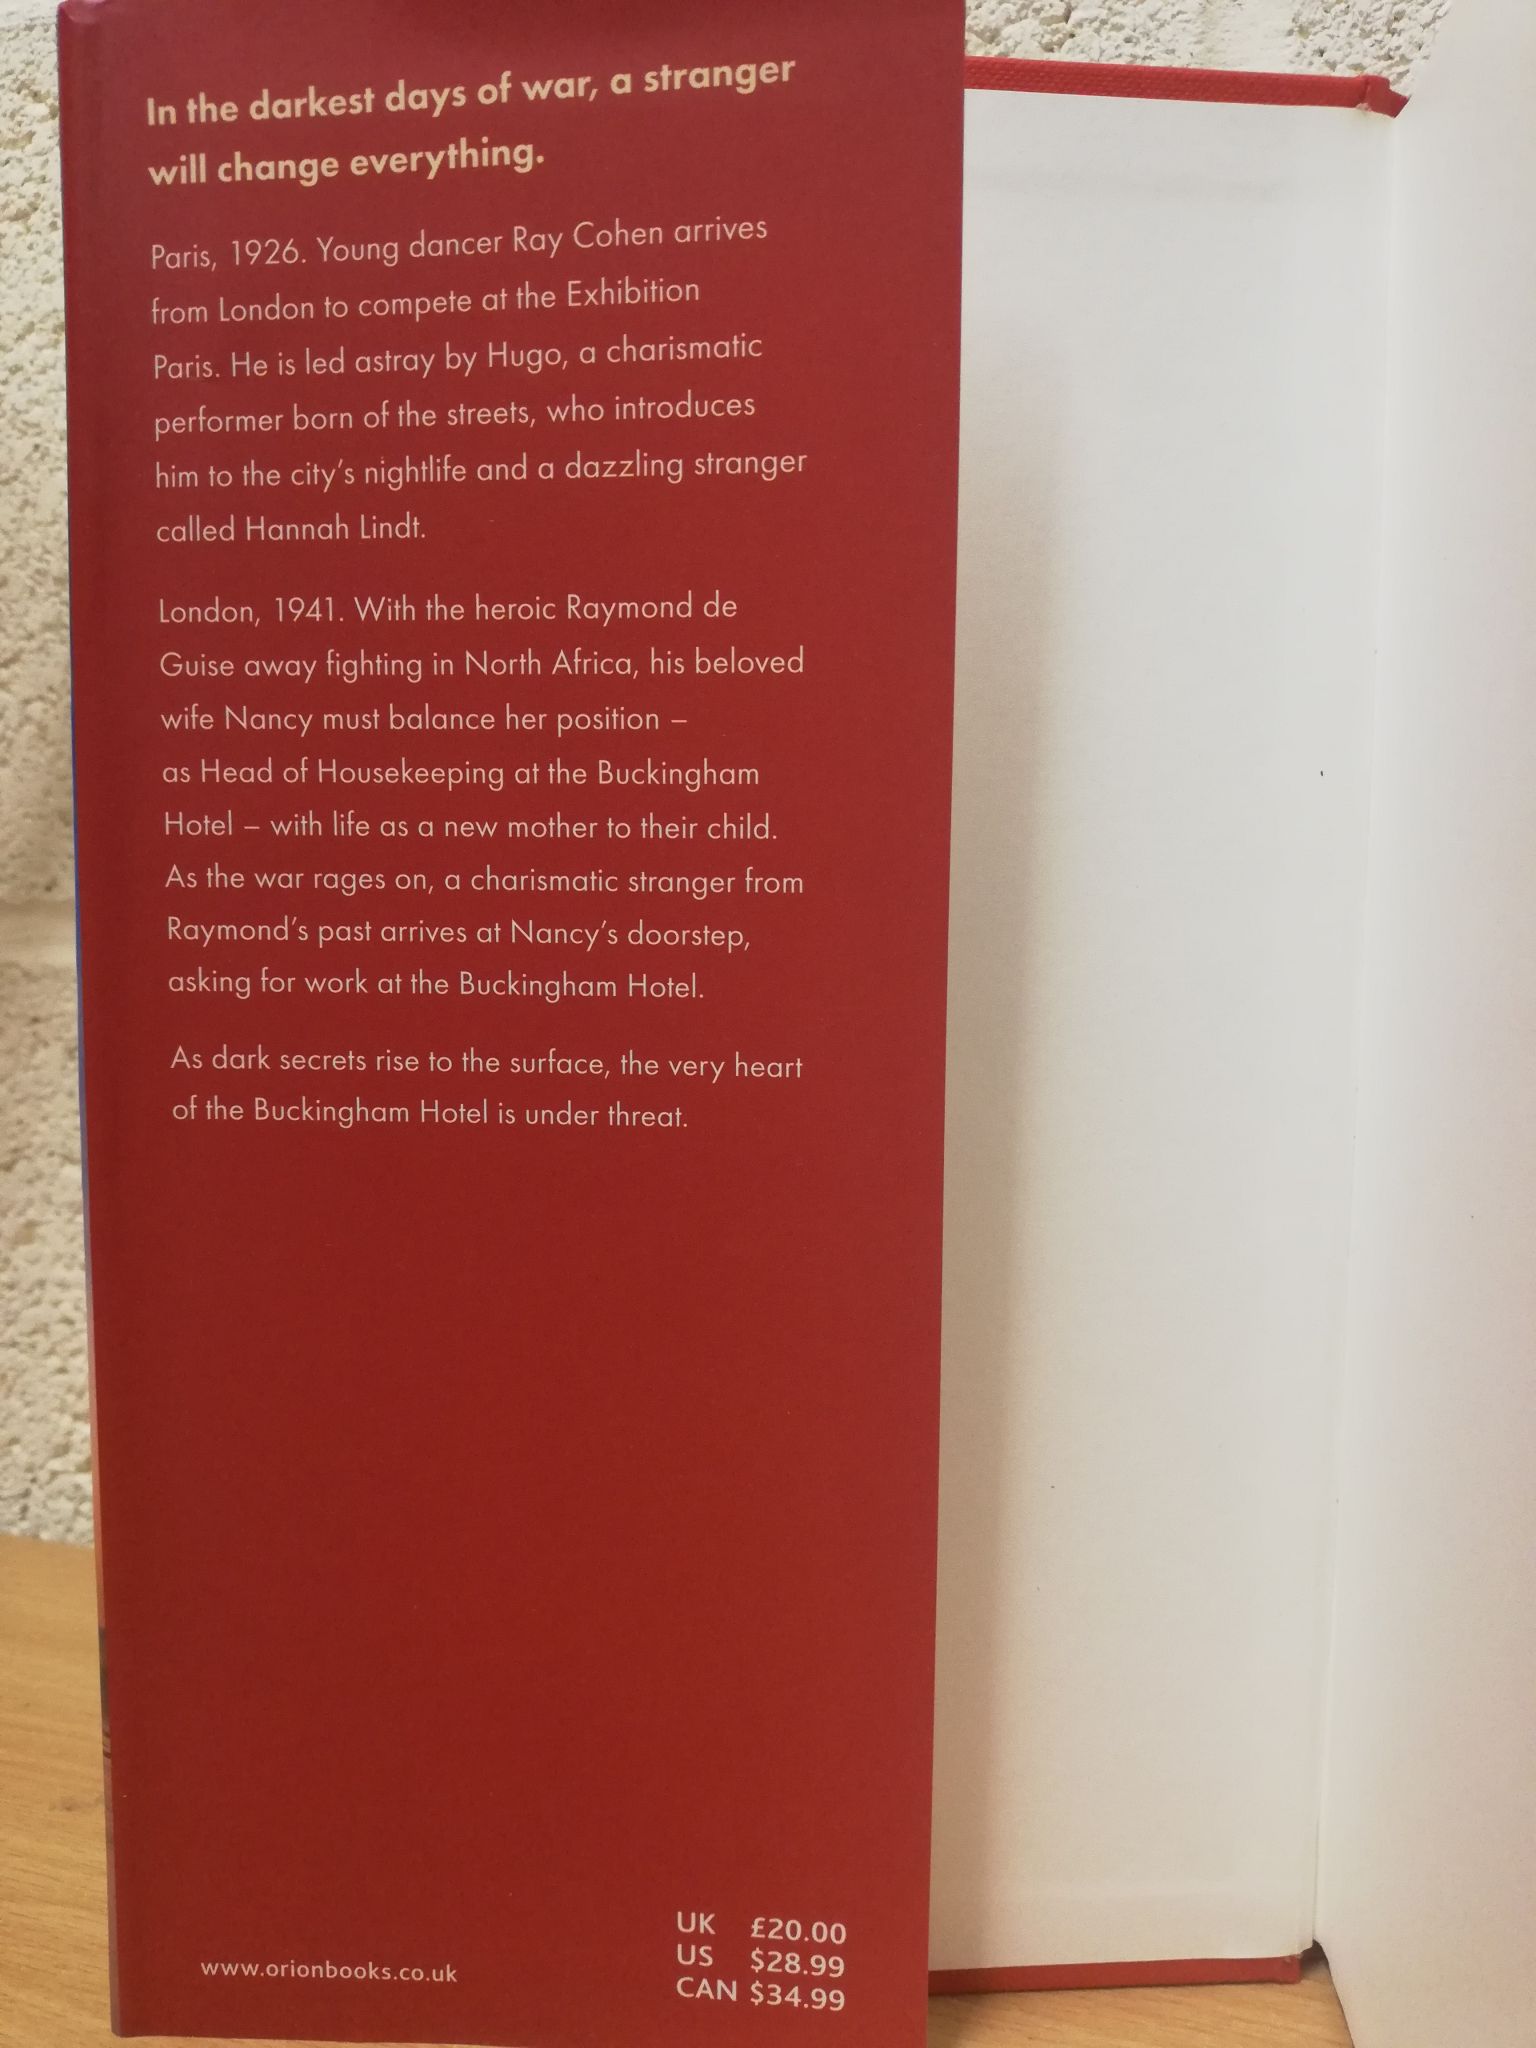 In the darkest days of war, a stranger
will change everything.
Paris, 1926. Young dancer Ray Cohen arrives
from London to compete at the Exhibition
Paris. He is led astray by Hugo, a charismatic
performer born of the streets, who introduces
him to the city's nightlife and a dazzling stranger
called Hannah Lindt.
London, 1941. With the heroic Raymond de
Guise away fighting in North Africa, his beloved
wife Nancy must balance her position –
as Head of Housekeeping at the Buckingham
Hotel – with life as a new mother to their child.
As the war rages on, a charismatic stranger from
Raymond's past arrives at Nancy's doorstep,
asking for work at the Buckingham Hotel.
As dark secrets rise to the surface, the very heart
of the Buckingham Hotel is under threat.
www.orionbooks.co.uk
UK £20.00
US $28.99
CAN $34.99